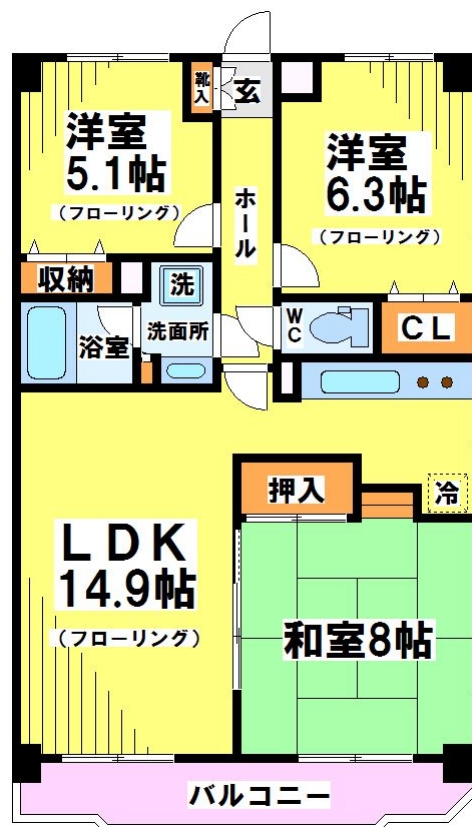 靴入
玄
洋室
5.1帖
(フローリング)
洋室
6.3帖
(フローリング)
ホール
収納
洗
洗面所
浴室
WC
CL
押入
冷
LDK
14.9帖
(フローリング)
和室8帖
バルコニー